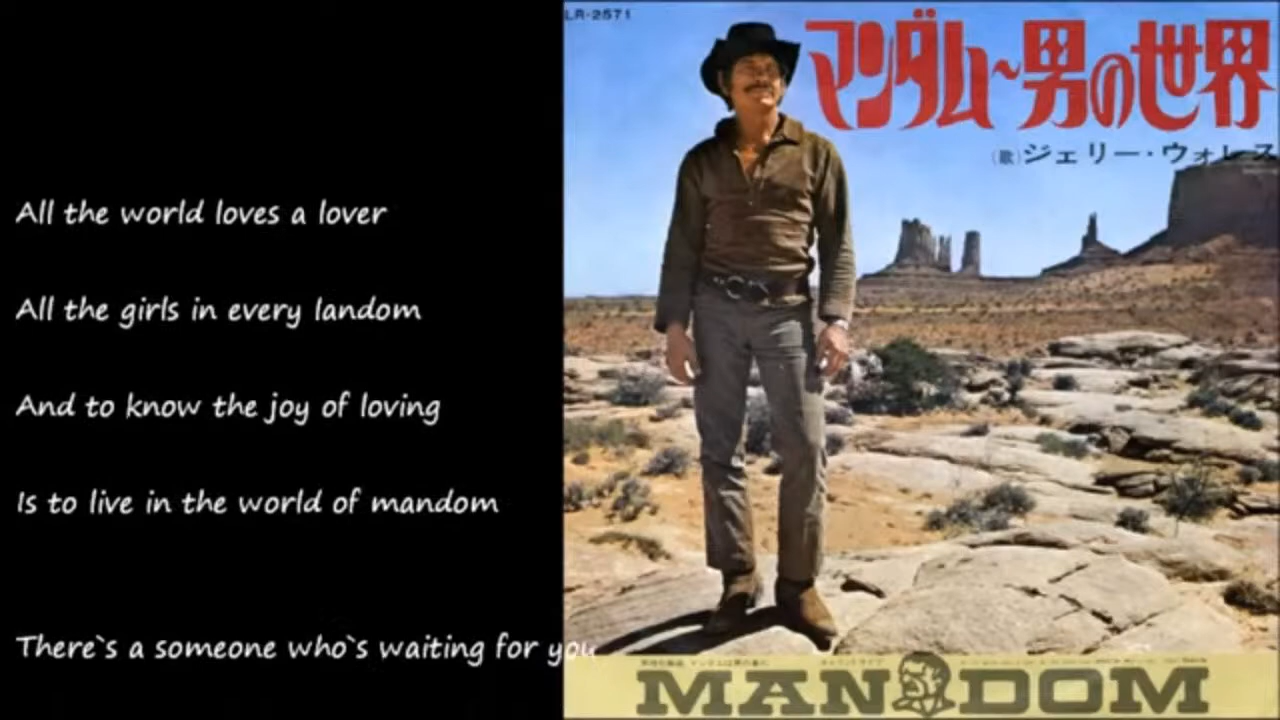 All the world loves a lover
All the girls in every landom
And to know the joy of loving
Is to live in the world of mandom
There`s a someone who`s waiting for you
LR-2571
マンダム~男の世界
(歌)ジェリー・ウォレス
MANDOM